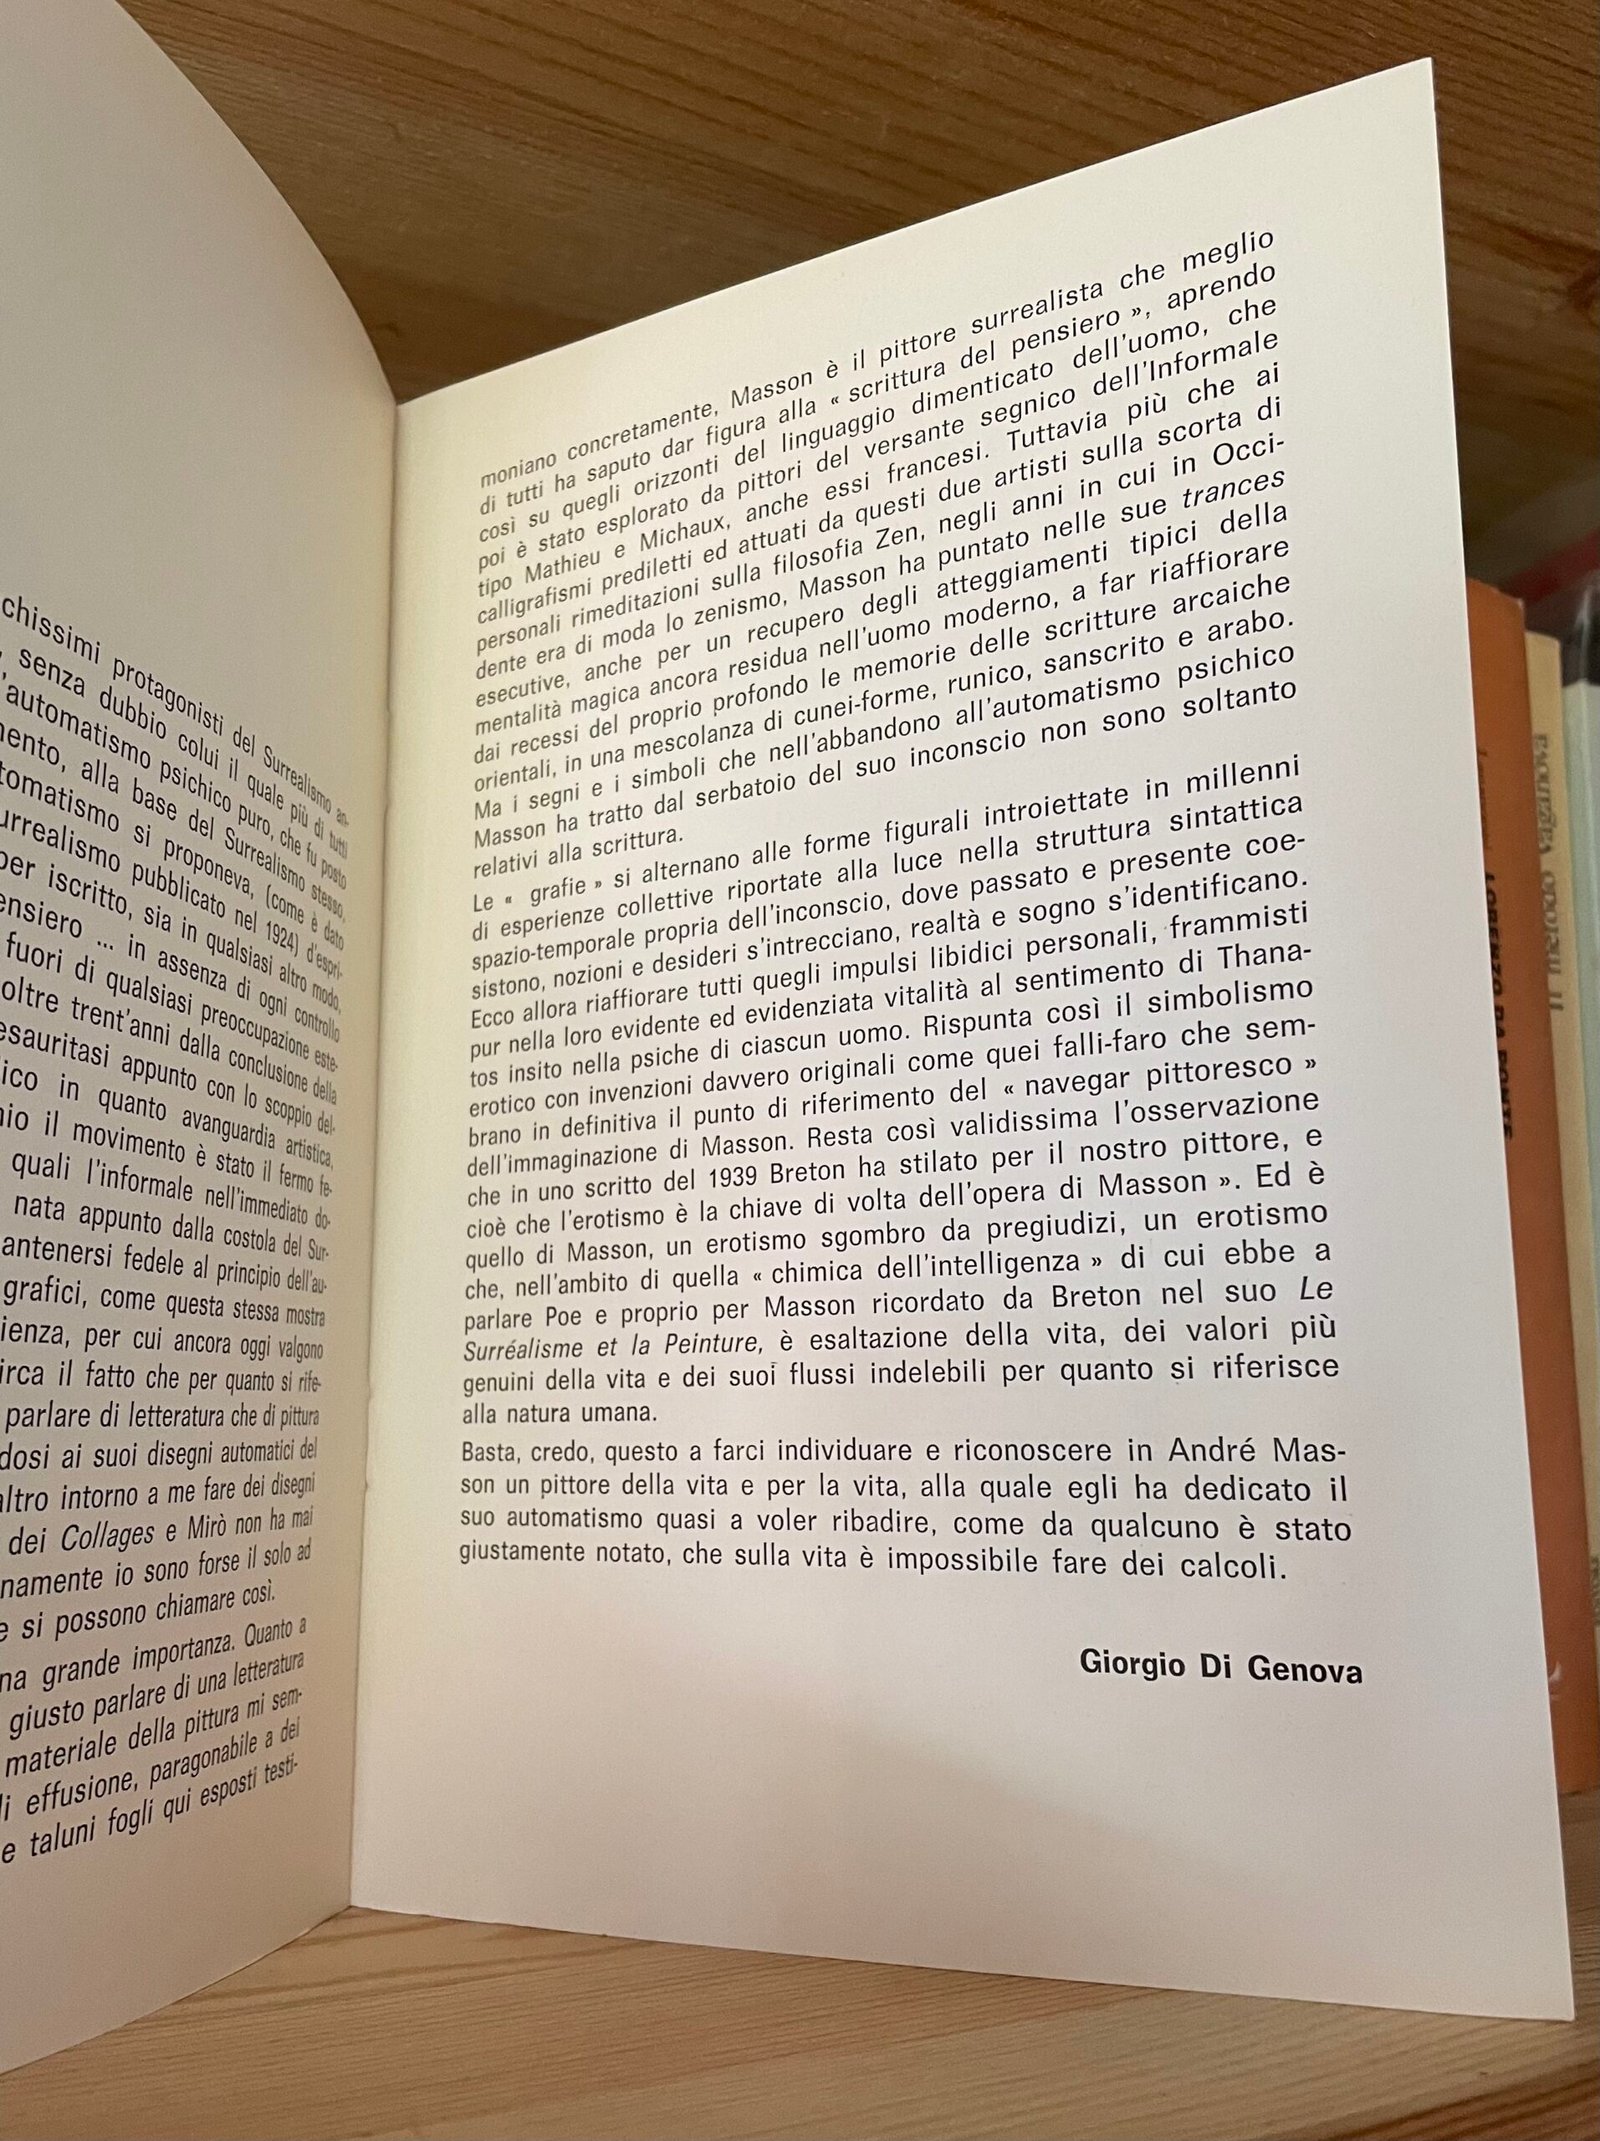 chissimi protagonisti del Surrealismo an-
senza dubbio colui il quale più di tutti
l'automatismo psichico puro, che fu posto
mento, alla base del Surrealismo stesso,
tomatismo si proponeva, (come è dato
urrealismo pubblicato nel 1924) d'espri-
per iscritto, sia in qualsiasi altro modo,
ensiero ... in assenza di ogni controllo
fuori di qualsiasi preoccupazione este-
oltre trent'anni dalla conclusione della
esauritasi appunto con lo scoppio del-
ico in quanto avanguardia artistica,
nio il movimento è stato il fermo fe-
quali l'informale nell'immediato do-
nata appunto dalla costola del Sur-
antenersi fedele al principio dell'au-
grafici, come questa stessa mostra
ienza, per cui ancora oggi valgono
irca il fatto che per quanto si rife-
parlare di letteratura che di pittura
dosi ai suoi disegni automatici del
altro intorno a me fare dei disegni
dei Collages e Mirò non ha mai
namente io sono forse il solo ad
e si possono chiamare così.
na grande importanza. Quanto a
giusto parlare di una letteratura
materiale della pittura mi sem-
li effusione, paragonabile a dei
e taluni fogli qui esposti testi-
moniano concretamente, Masson è il pittore surrealista che meglio
di tutti ha saputo dar figura alla « scrittura del pensiero », aprendo
così su quegli orizzonti del linguaggio dimenticato dell'uomo, che
poi è stato esplorato da pittori del versante segnico dell'Informale
tipo Mathieu e Michaux, anche essi francesi. Tuttavia più che ai
calligrafismi prediletti ed attuati da questi due artisti sulla scorta di
personali rimeditazioni sulla filosofia Zen, negli anni in cui in Occi-
dente era di moda lo zenismo, Masson ha puntato nelle sue trances
esecutive, anche per un recupero degli atteggiamenti tipici della
mentalità magica ancora residua nell'uomo moderno, a far riaffiorare
dai recessi del proprio profondo le memorie delle scritture arcaiche
orientali, in una mescolanza di cunei-forme, runico, sanscrito e arabo.
Ma i segni e i simboli che nell'abbandono all'automatismo psichico
Masson ha tratto dal serbatoio del suo inconscio non sono soltanto
relativi alla scrittura.
Le « grafie » si alternano alle forme figurali introiettate in millenni
di esperienze collettive riportate alla luce nella struttura sintattica
spazio-temporale propria dell'inconscio, dove passato e presente coe-
sistono, nozioni e desideri s'intrecciano, realtà e sogno s'identificano.
Ecco allora riaffiorare tutti quegli impulsi libidici personali, frammisti
pur nella loro evidente ed evidenziata vitalità al sentimento di Thana-
tos insito nella psiche di ciascun uomo. Rispunta così il simbolismo
erotico con invenzioni davvero originali come quei falli-faro che sem-
brano in definitiva il punto di riferimento del « navegar pittoresco »
dell'immaginazione di Masson. Resta così validissima l'osservazione
che in uno scritto del 1939 Breton ha stilato per il nostro pittore, e
cioè che l'erotismo è la chiave di volta dell'opera di Masson ». Ed è
quello di Masson, un erotismo sgombro da pregiudizi, un erotismo
che, nell'ambito di quella « chimica dell'intelligenza » di cui ebbe a
parlare Poe e proprio per Masson ricordato da Breton nel suo Le
Surréalisme et la Peinture, è esaltazione della vita, dei valori più
genuini della vita e dei suoi flussi indelebili per quanto si riferisce
alla natura umana.
Basta, credo, questo a farci individuare e riconoscere in André Mas-
son un pittore della vita e per la vita, alla quale egli ha dedicato il
suo automatismo quasi a voler ribadire, come da qualcuno è stato
giustamente notato, che sulla vita è impossibile fare dei calcoli.
Giorgio Di Genova
Il metodo vaganova
LORENZO DA PONTE